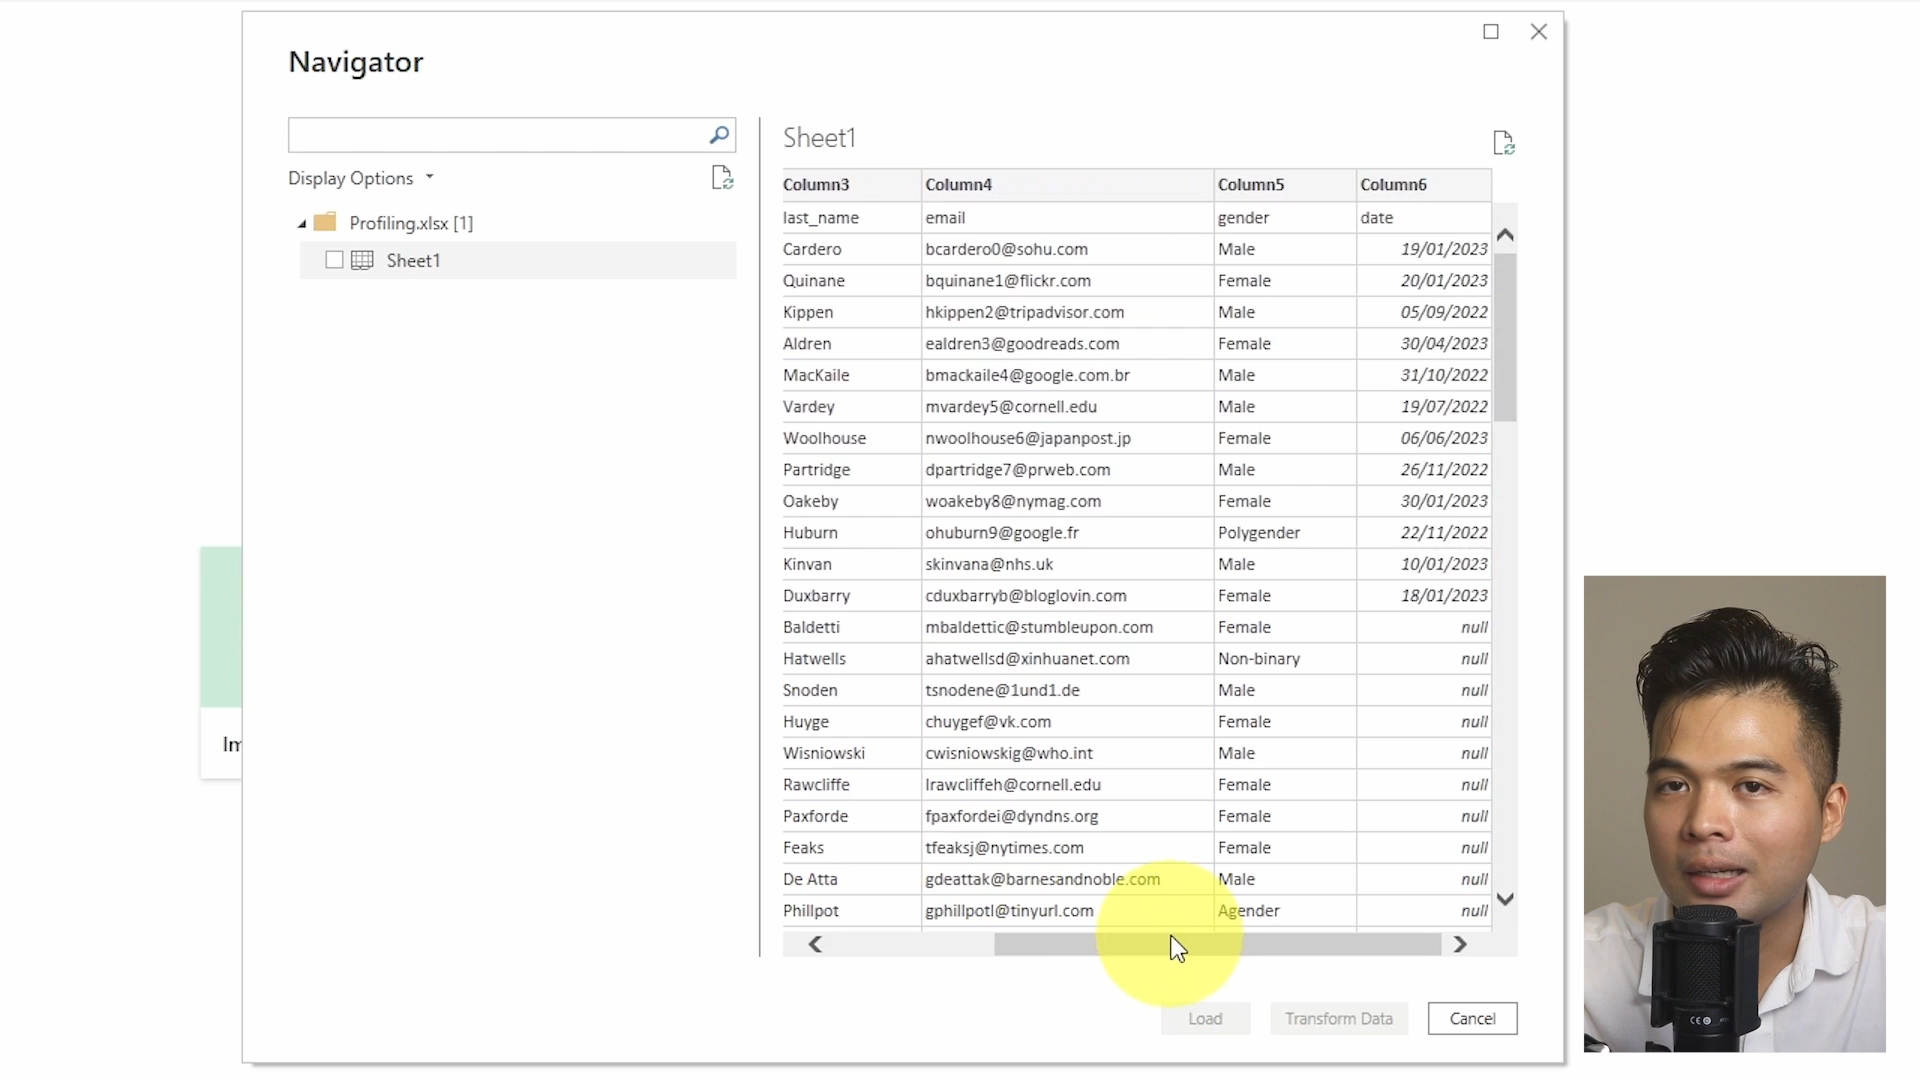 Navigator
Sheet1
Display Options
Profiling.xlsx [1]
Sheet1
Column3 Column4 Column5 Column6
last_name email gender date
Cardero bcardero0@sohu.com Male 19/01/2023
Quinane bquinane1@flickr.com Female 20/01/2023
Kippen hkippen2@tripadvisor.com Male 05/09/2022
Aldren ealdren3@goodreads.com Female 30/04/2023
MacKaile bmackaile4@google.com.br Male 31/10/2022
Vardey mvardey5@cornell.edu Male 19/07/2022
Woolhouse nwoolhouse6@japanpost.jp Female 06/06/2023
Partridge dpartridge7@prweb.com Male 26/11/2022
Oakeby woakeby8@nymag.com Female 30/01/2023
Huburn ohuburn9@google.fr Polygender 22/11/2022
Kinvan skinvana@nhs.uk Male 10/01/2023
Duxbarry cduxbarryb@bloglovin.com Female 18/01/2023
Baldetti mbaldettic@stumbleupon.com Female null
Hatwells ahatwellsd@xinhuanet.com Non-binary null
Snoden tsnodene@1und1.de Male null
Huyge chuygef@vk.com Female null
Wisniowski cwisniowskig@who.int Male null
Rawcliffe lrawcliffeh@cornell.edu Female null
Paxforde fpaxfordei@dyndns.org Female null
Feaks tfeaksj@nytimes.com Female null
De Atta gdeattak@barnesandnoble.com Male null
Phillpot gphillpotl@tinyurl.com Agender null
Im
Load Transform Data Cancel
CE